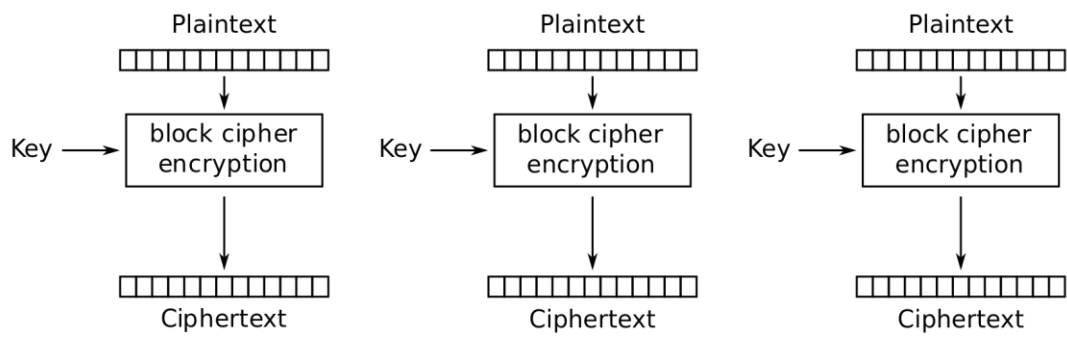 Plaintext
Plaintext
Plaintext
Key
block cipher
encryption
Key
block cipher
encryption
Key
block cipher
encryption
Ciphertext
Ciphertext
Ciphertext